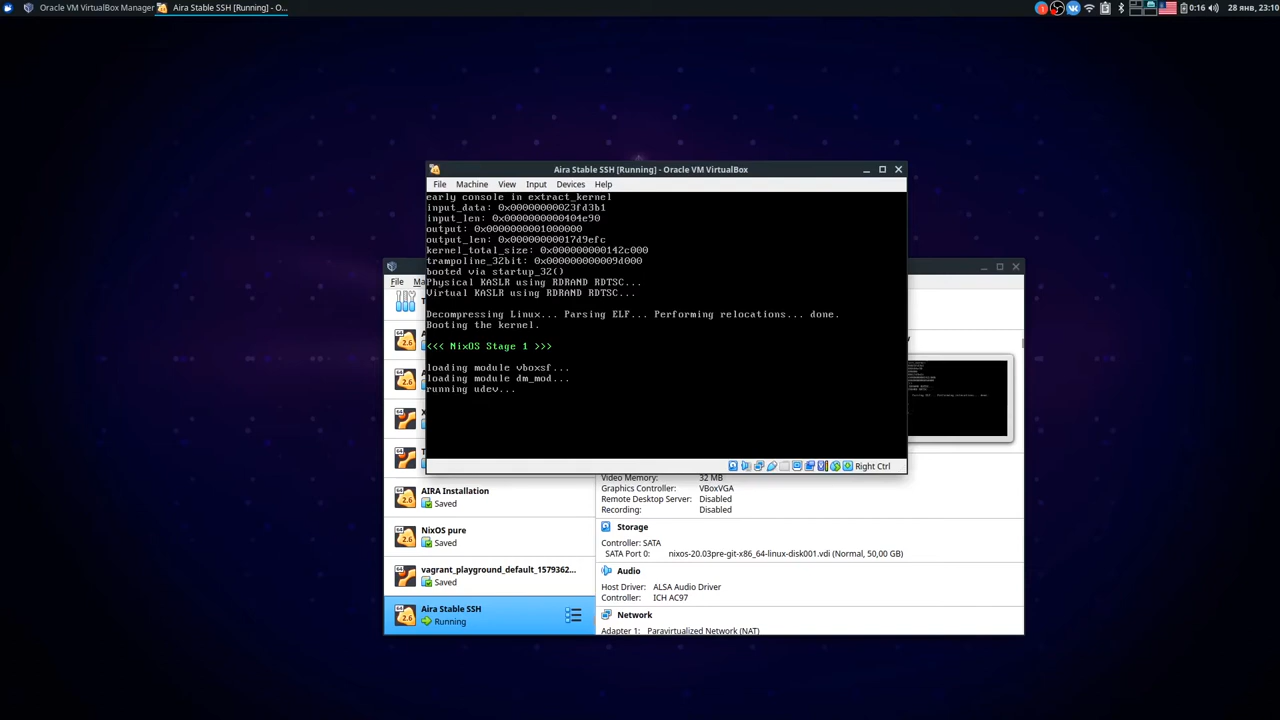 Oracle VM VirtualBox Manager
Aira Stable SSH [Running] - O...
0:16
28 янв, 23:10
Aira Stable SSH [Running] - Oracle VM VirtualBox
File Machine View Input Devices Help
early console in extract_kernel
input_data: 0x00000000023fd3b1
input_len: 0x0000000000404e90
output: 0x0000000001000000
output_len: 0x00000000017d9efc
kernel_total_size: 0x000000000142c000
trampoline_32bit: 0x000000000009d000
booted via startup_32()
Physical KASLR using RDRAND RDTSC...
Virtual KASLR using RDRAND RDTSC...
Decompressing Linux... Parsing ELF... Performing relocations... done.
Booting the kernel.
<<< NixOS Stage 1 >>>
loading module vboxsf...
loading module dm_mod...
running udev...
Right Ctrl
File
AIRA Installation
Saved
NixOS pure
Saved
vagrant_playground_default_1579362...
Saved
Aira Stable SSH
Running
Video Memory: 32 MB
Graphics Controller: VBoxVGA
Remote Desktop Server: Disabled
Recording: Disabled
Storage
Controller: SATA
SATA Port 0: nixos-20.03pre-git-x86_64-linux-disk001.vdi (Normal, 50,00 GB)
Audio
Host Driver: ALSA Audio Driver
Controller: ICH AC97
Network
Adapter 1: Paravirtualized Network (NAT)